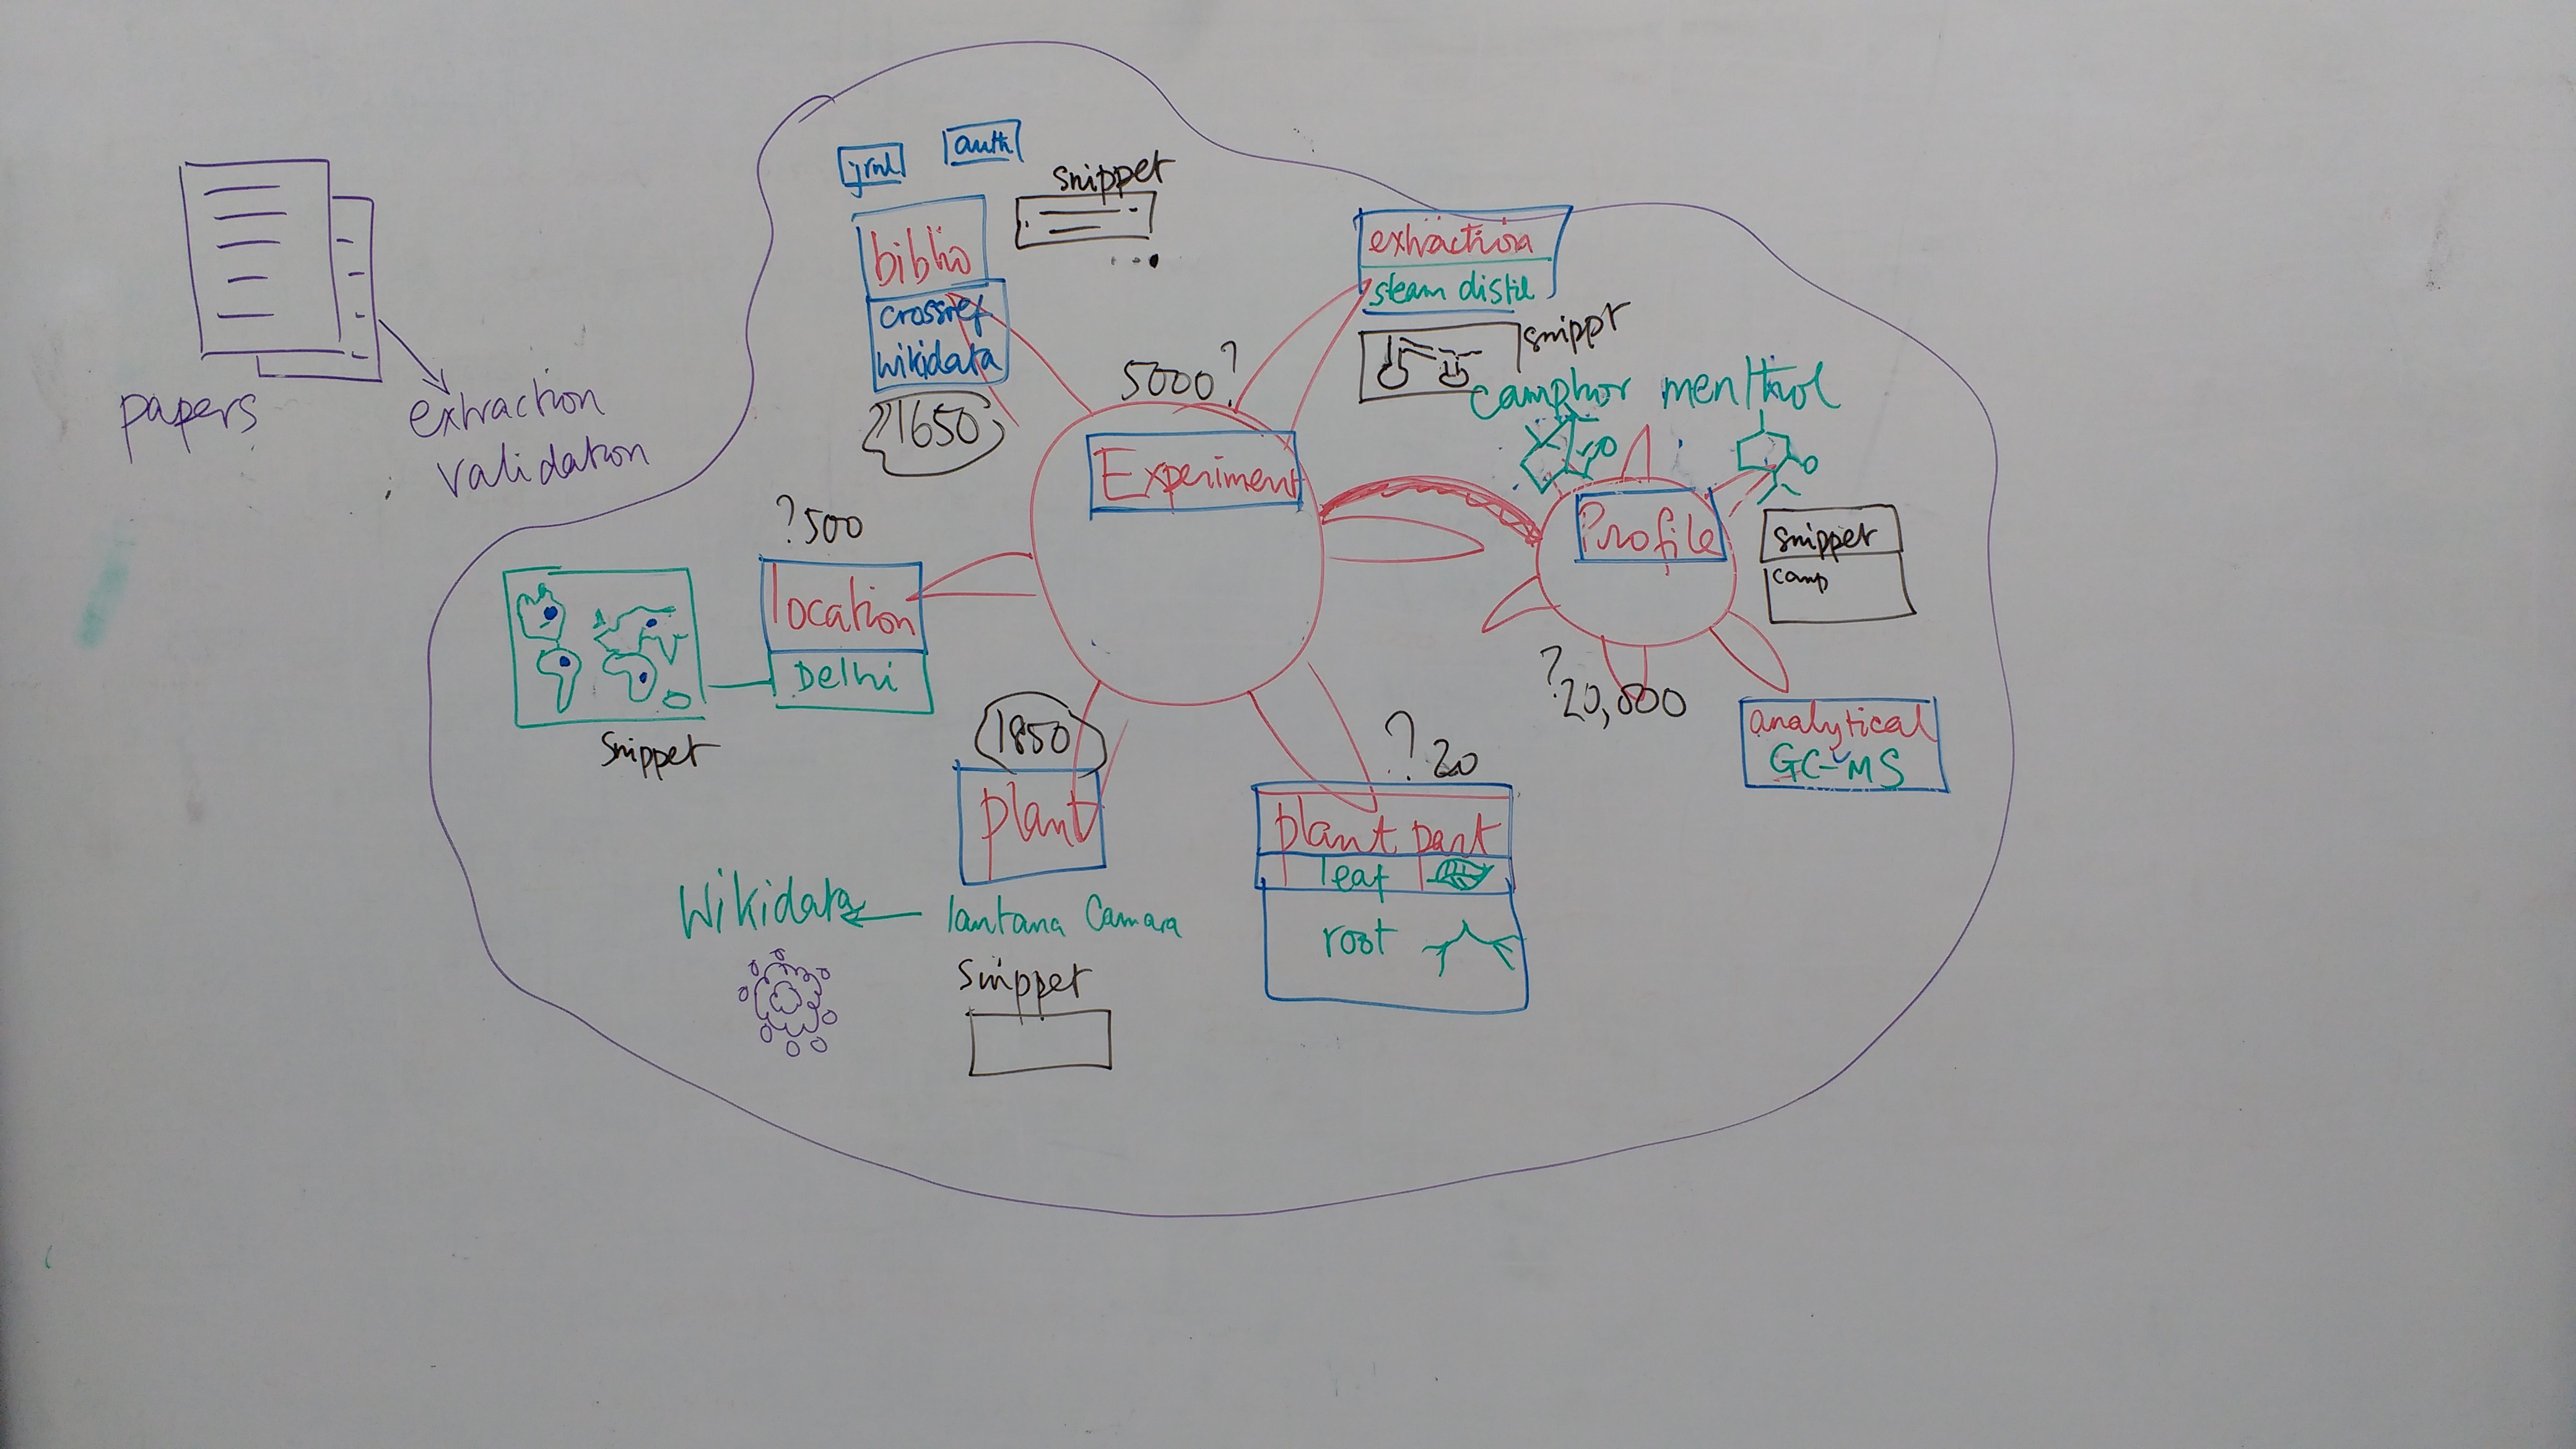 papers
extraction
validation
jrnl
auth
snippet
biblio
crossref
wikidata
21650
5000?
extraction
steam distil
snippt
camphor menthol
Experiment
Profile
snippet
camp
? 20,000
analytical
GC-MS
? 500
location
Delhi
snippet
1850
plant
lantana Camara
Wikidata
snippet
? 20
plant part
leaf
root